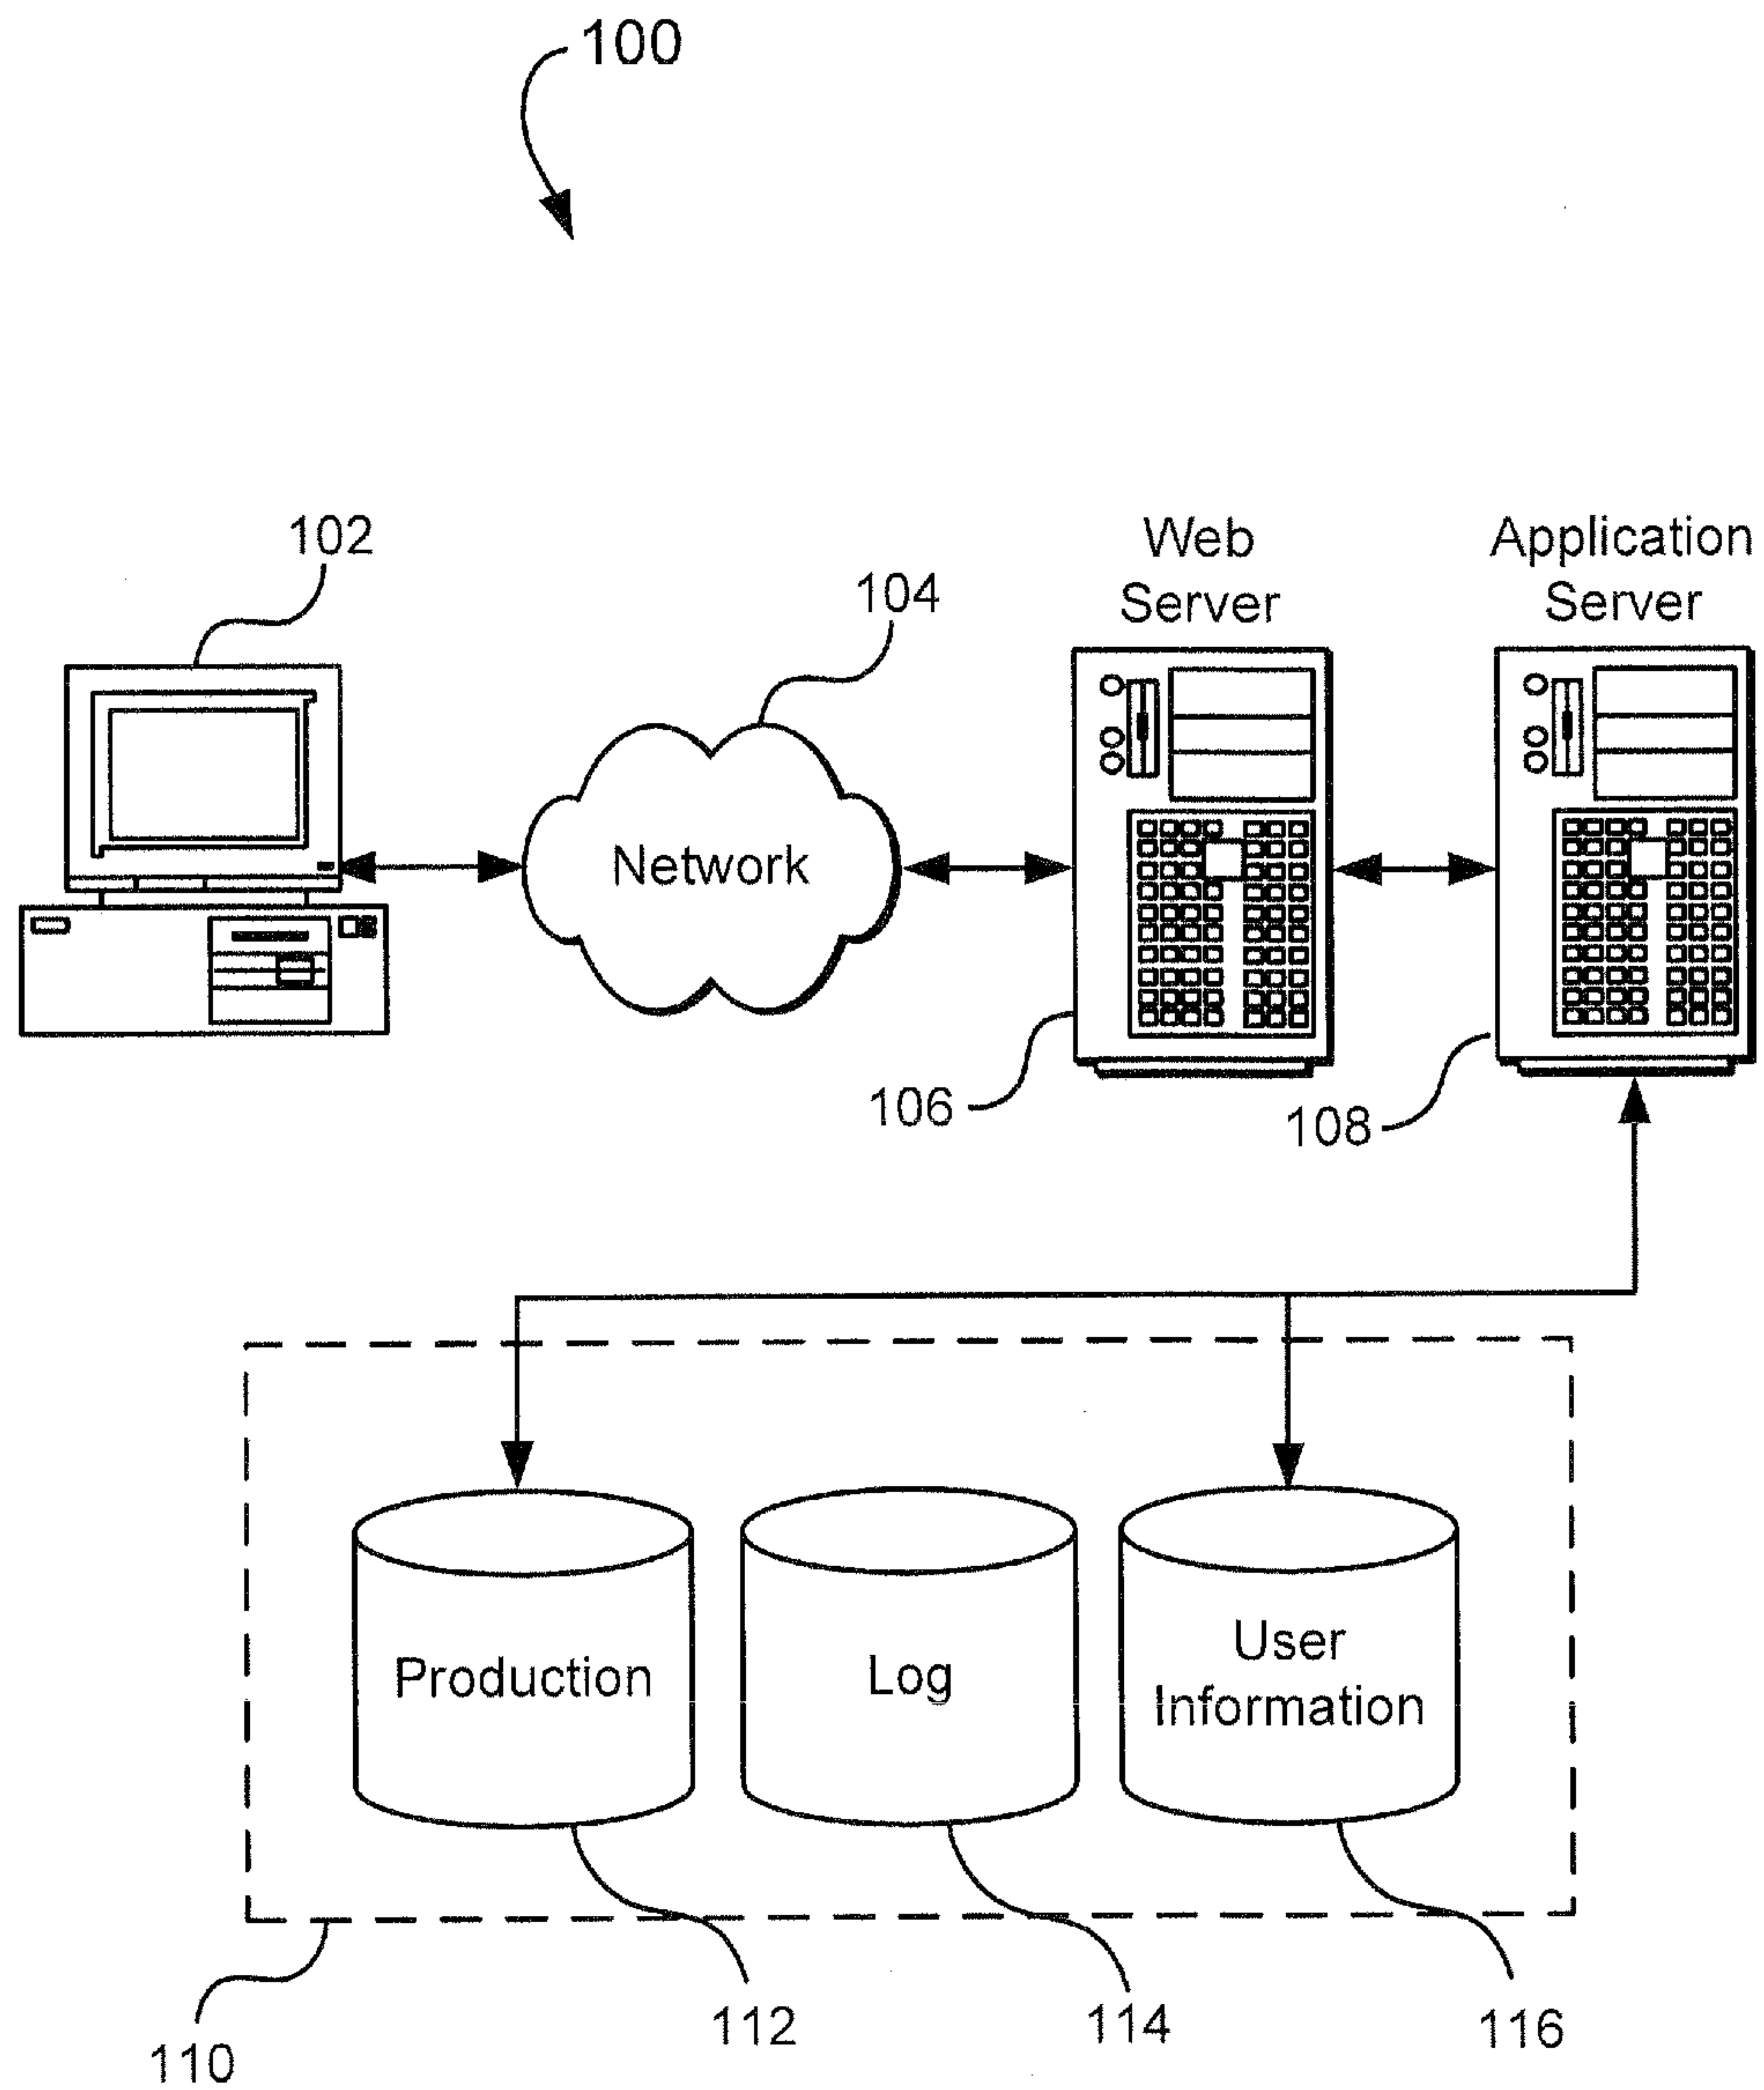 100
102
104
Web
Server
Application
Server
Network
106
108
Production
Log
User
Information
110
112
114
116